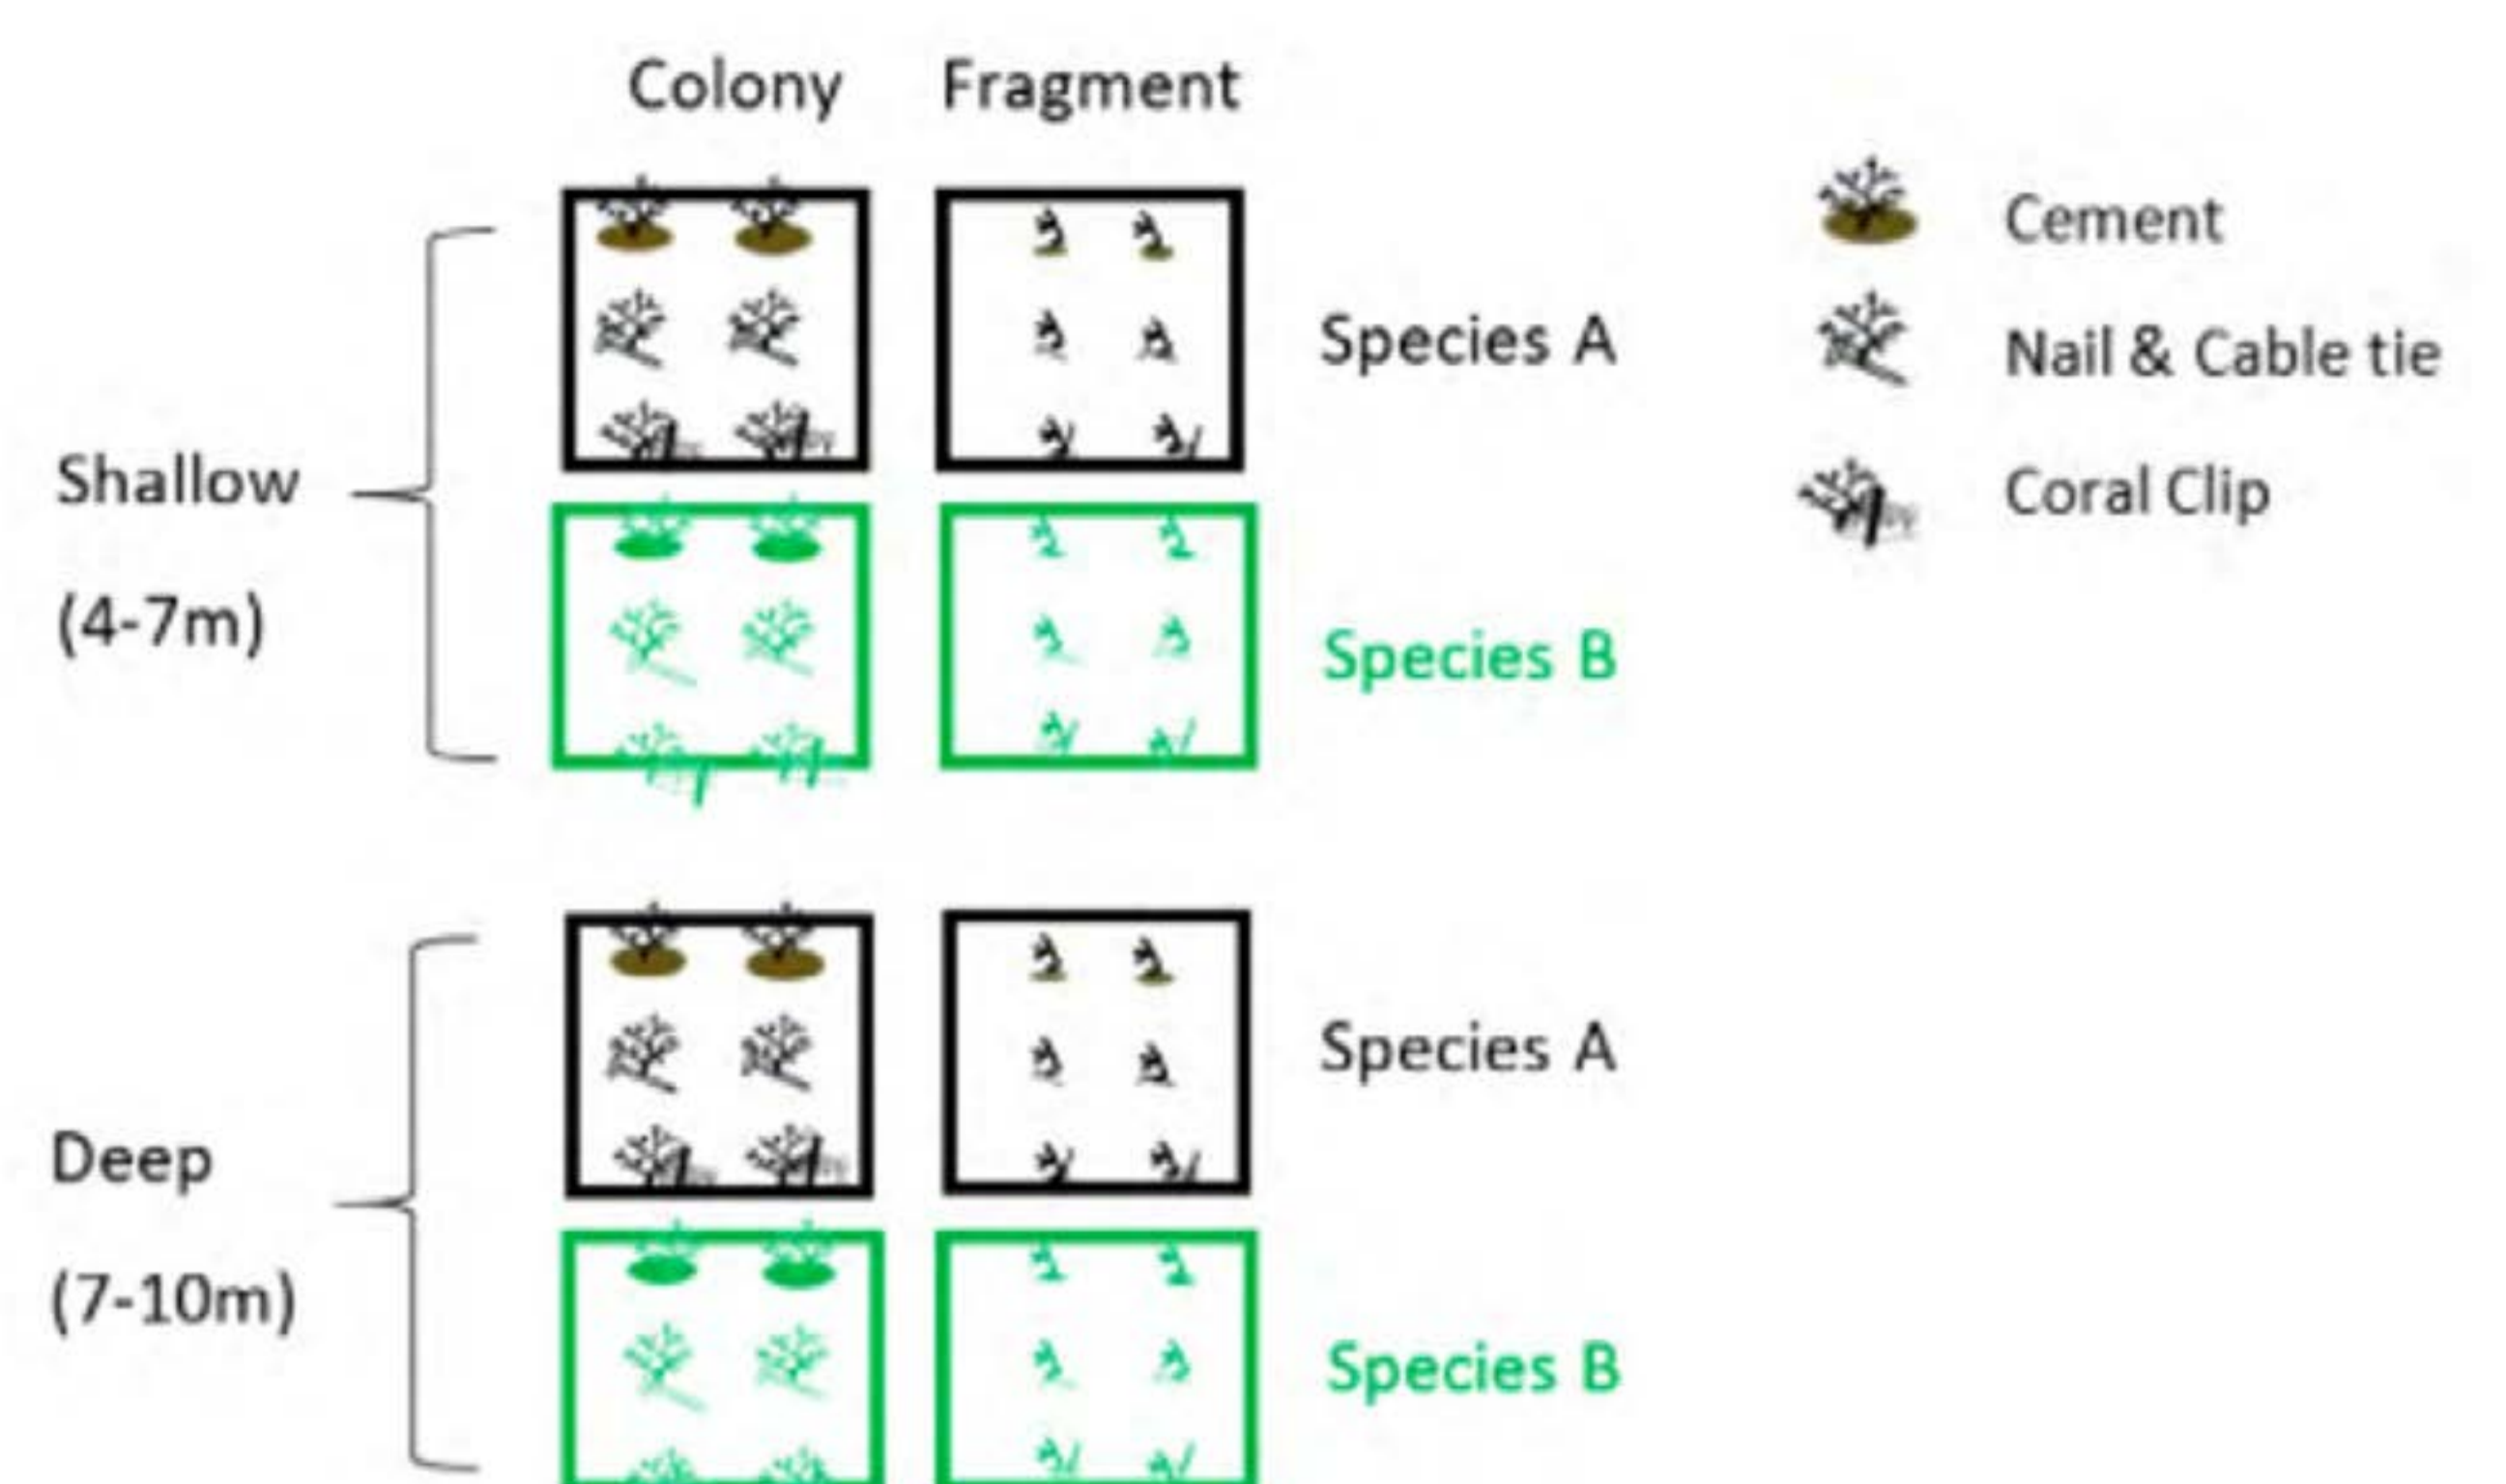 Colony Fragment
Cement
Species A
Nail & Cable tie
Shallow
Coral Clip
(4-7m)
Species B
Species A
Deep
(7-10m)
Species B